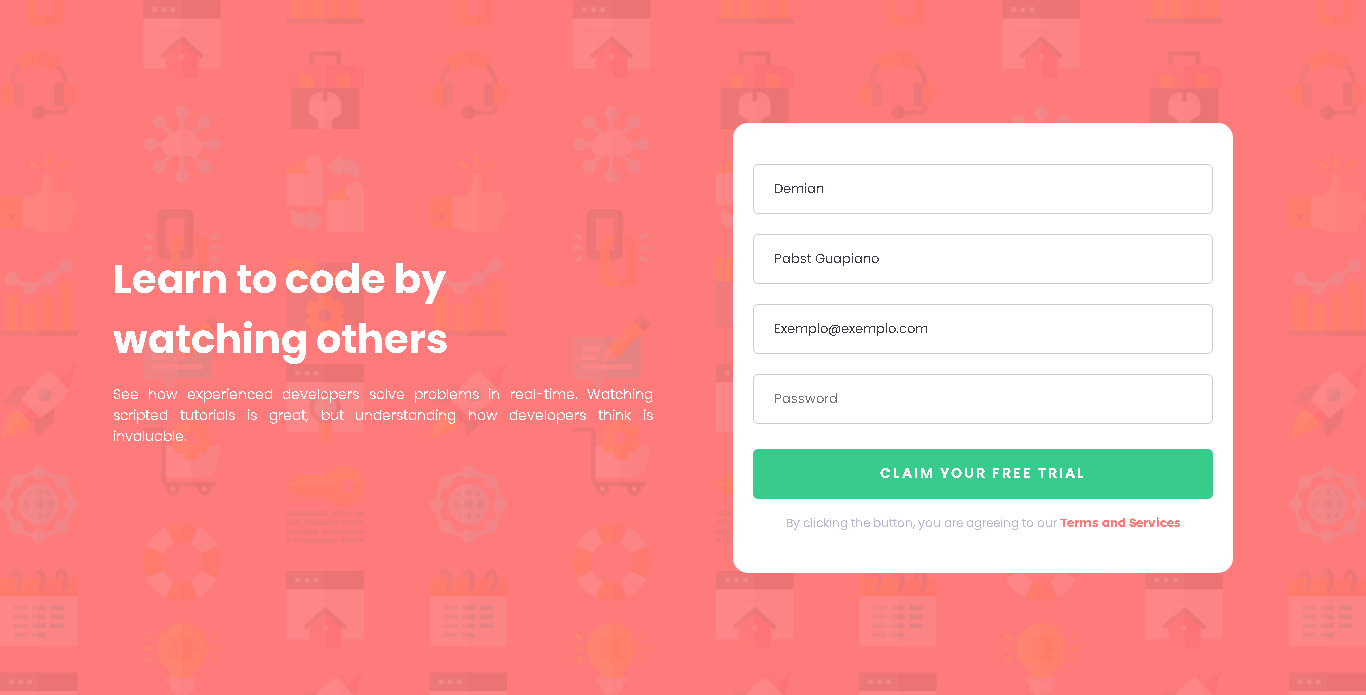 Learn to code by
watching others
See how experienced developers solve problems in real-time. Watching
scripted tutorials is great, but understanding how developers think is
invaluable.
Demian
Pabst Guapiano
Exemplo@exemplo.com
Password
CLAIM YOUR FREE TRIAL
By clicking the button, you are agreeing to our Terms and Services